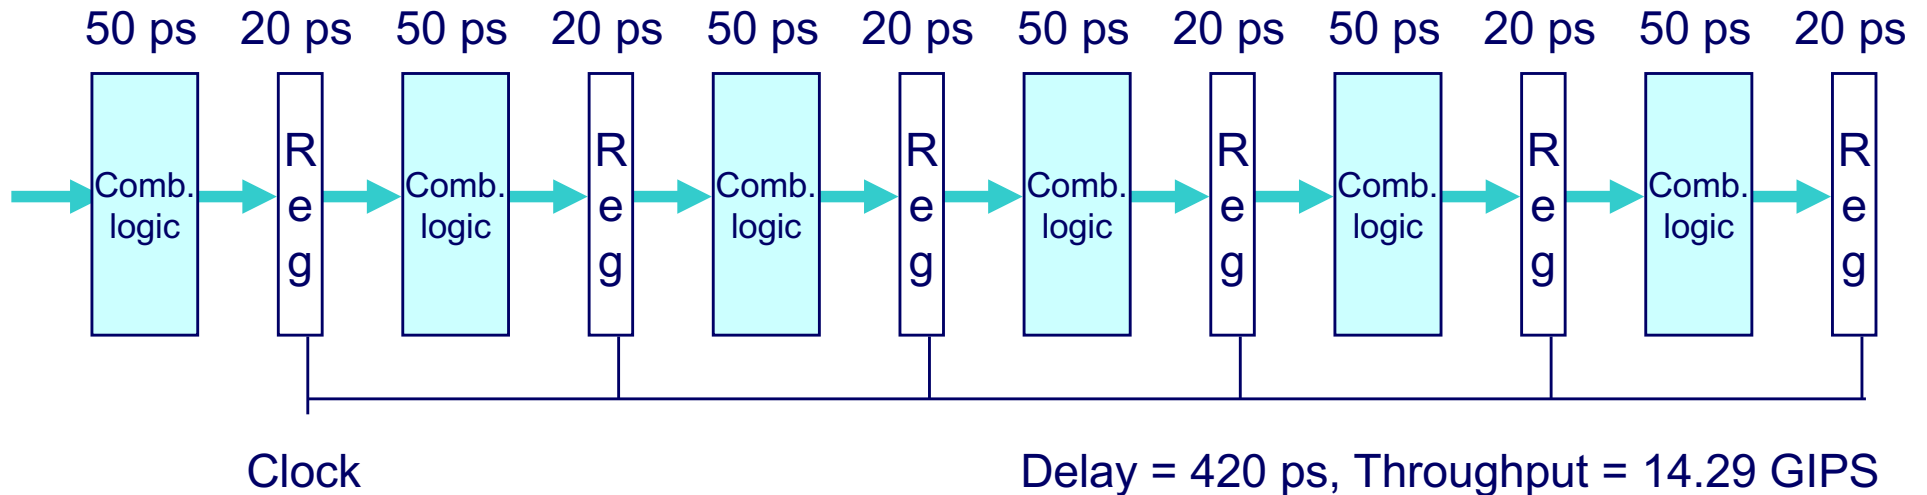 50 ps 20 ps 50 ps 20 ps 50 ps 20 ps 50 ps 20 ps 50 ps 20 ps 50 ps 20 ps
Comb.
logic
R
e
g
Comb.
logic
R
e
g
Comb.
logic
R
e
g
Comb.
logic
R
e
g
Comb.
logic
R
e
g
Comb.
logic
R
e
g
Clock
Delay = 420 ps, Throughput = 14.29 GIPS